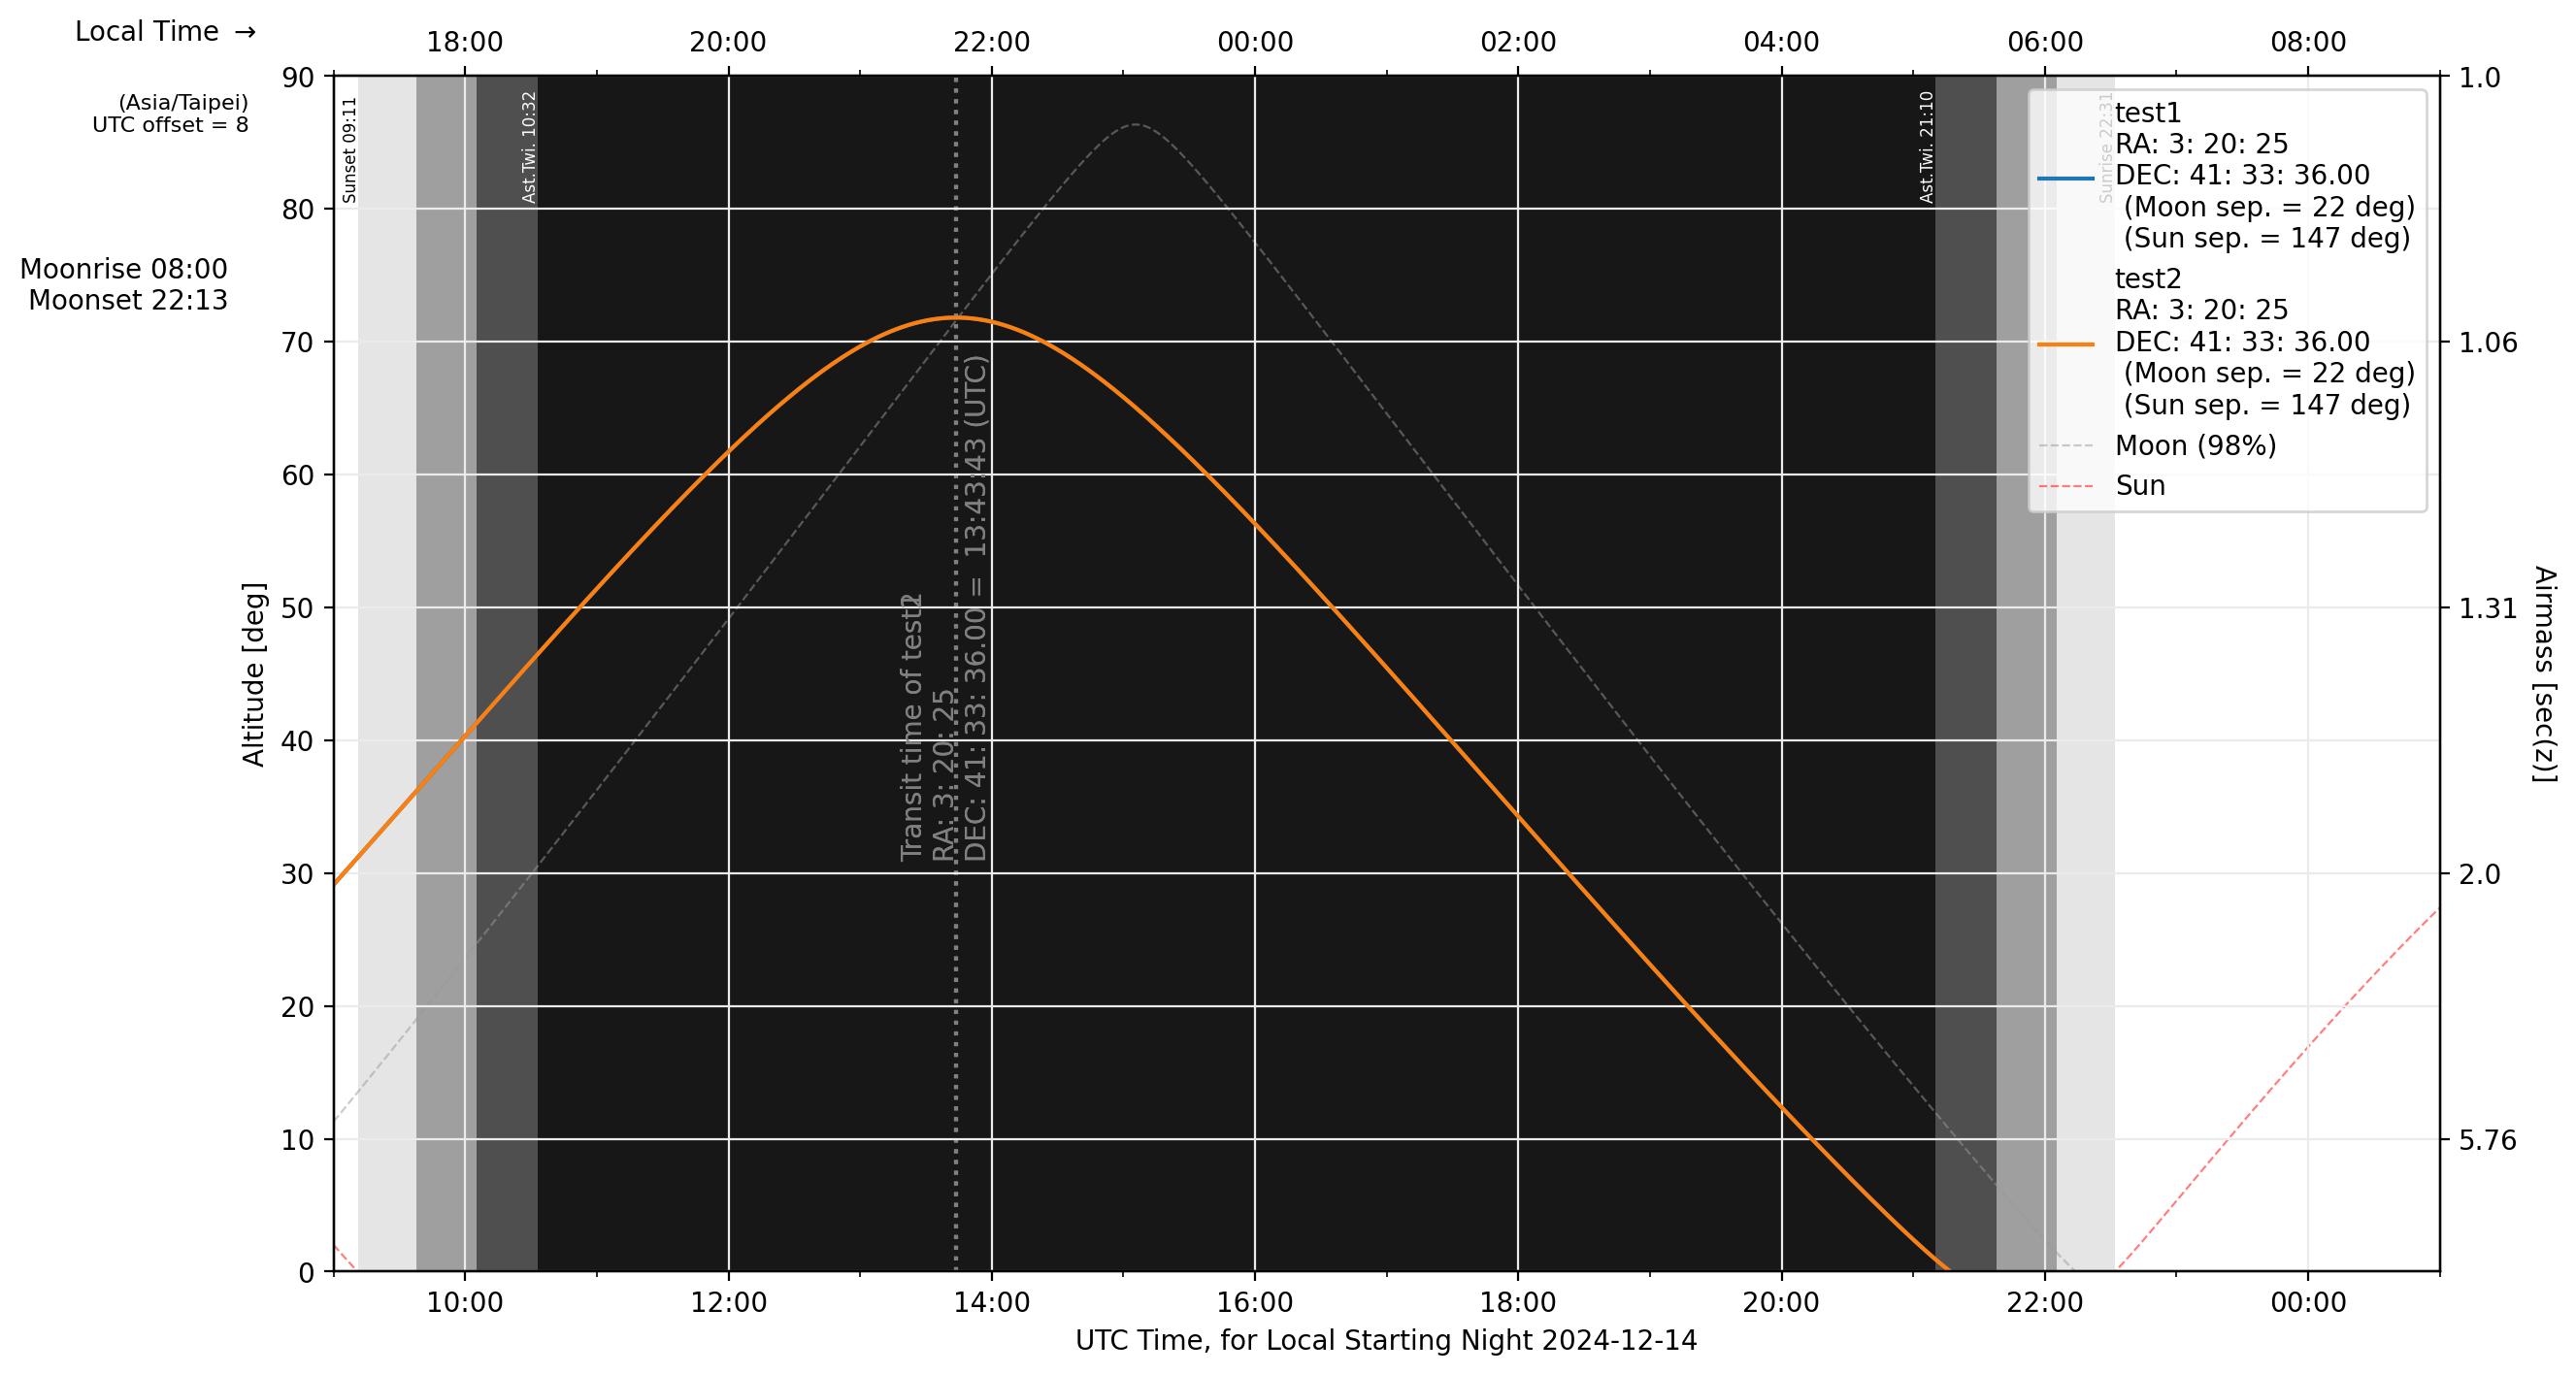 Local Time →
18:00 20:00 22:00 00:00 02:00 04:00 06:00 08:00
(Asia/Taipei)
UTC offset = 8
Moonrise 08:00
Moonset 22:13
Altitude [deg]
90
80
70
60
50
40
30
20
10
0
Sunset 09:11
Ast.Twi. 10:32
Transit time of test2
RA: 3: 20: 25
DEC: 41: 33: 36.00 = 13:43:43 (UTC)
Ast.Twi. 21:10
Sunrise 22:31
test1
RA: 3: 20: 25
DEC: 41: 33: 36.00
(Moon sep. = 22 deg)
(Sun sep. = 147 deg)
test2
RA: 3: 20: 25
DEC: 41: 33: 36.00
(Moon sep. = 22 deg)
(Sun sep. = 147 deg)
Moon (98%)
Sun
1.0
1.06
1.31
2.0
5.76
Airmass [sec(z)]
10:00 12:00 14:00 16:00 18:00 20:00 22:00 00:00
UTC Time, for Local Starting Night 2024-12-14